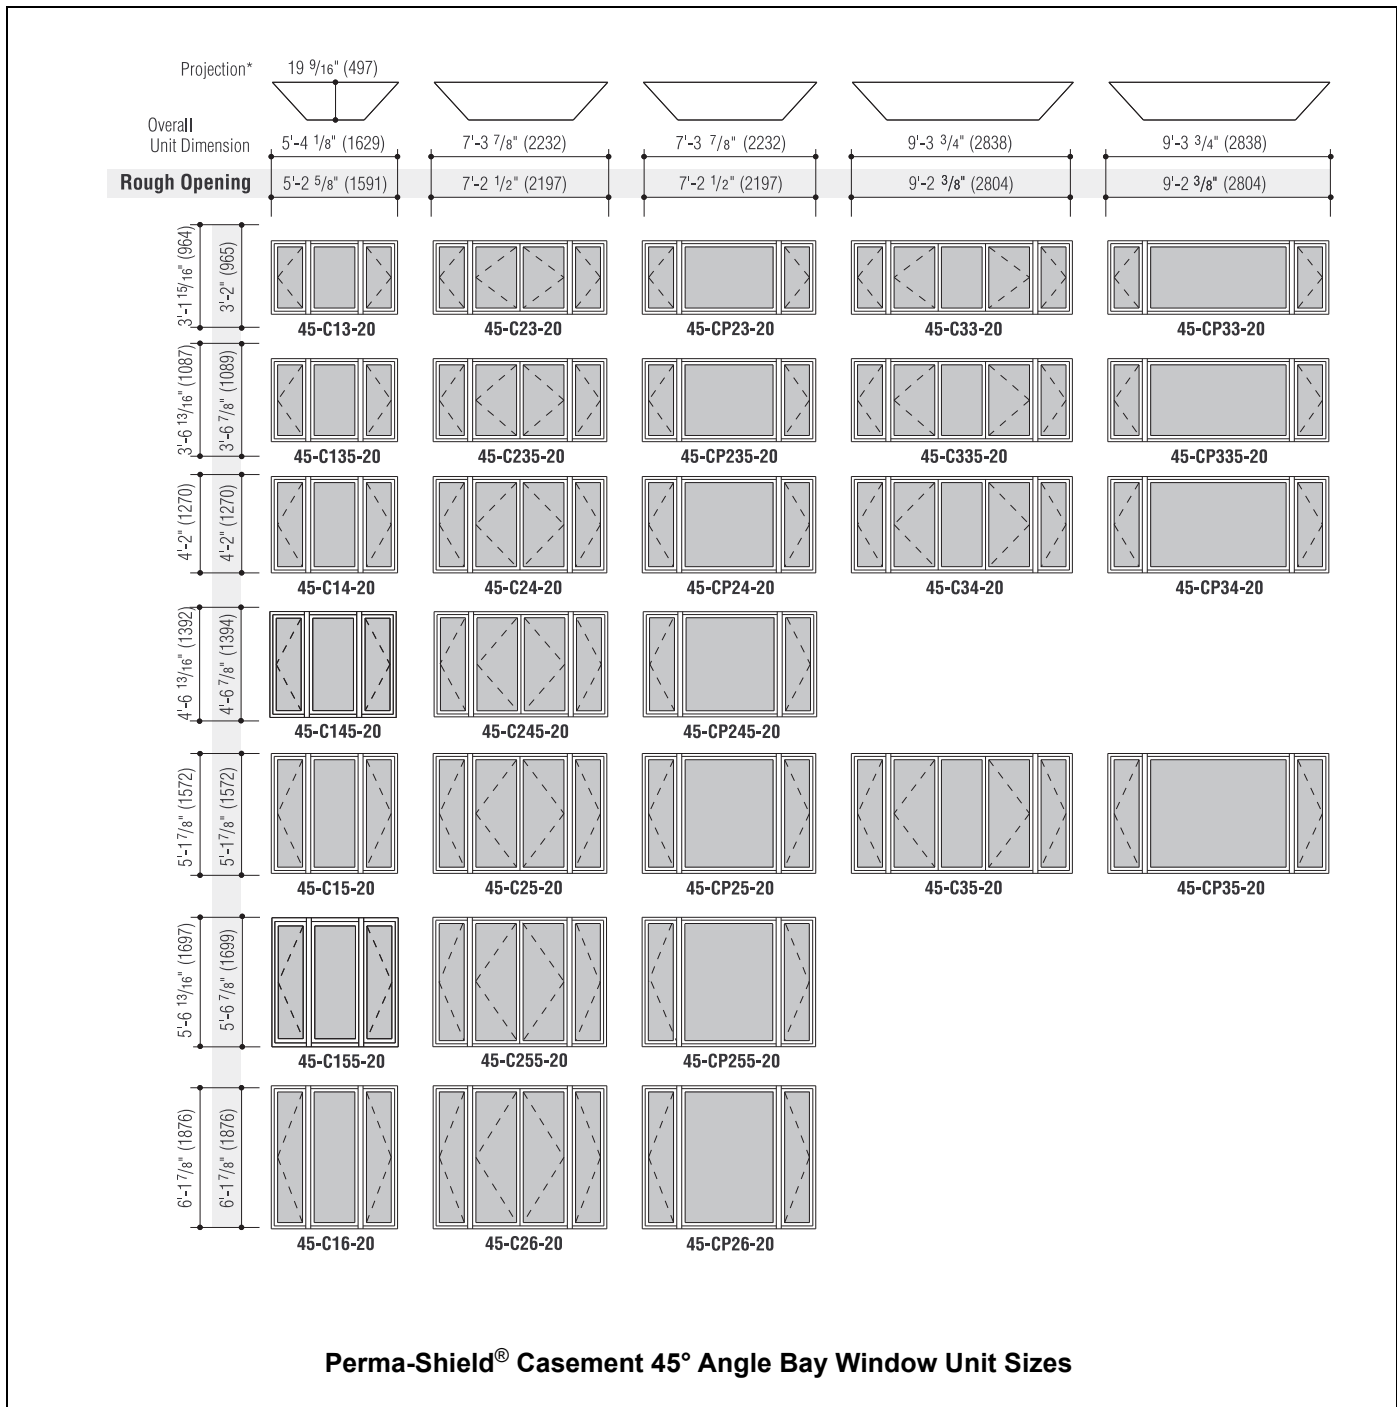 Projection* 19 9/16" (497)
Overall
Unit Dimension 5'-4 1/8" (1629) 7'-3 7/8" (2232) 7'-3 7/8" (2232) 9'-3 3/4" (2838) 9'-3 3/4" (2838)
Rough Opening 5'-2 5/8" (1591) 7'-2 1/2" (2197) 7'-2 1/2" (2197) 9'-2 3/8" (2804) 9'-2 3/8" (2804)
3'-1 15/16" (964) 3'-2" (965)
45-C13-20 45-C23-20 45-CP23-20 45-C33-20 45-CP33-20
3'-6 13/16" (1087) 3'-6 7/8" (1089)
45-C135-20 45-C235-20 45-CP235-20 45-C335-20 45-CP335-20
4'-2" (1270) 4'-2" (1270)
45-C14-20 45-C24-20 45-CP24-20 45-C34-20 45-CP34-20
4'-6 13/16" (1392) 4'-6 7/8" (1394)
45-C145-20 45-C245-20 45-CP245-20
5'-1 7/8" (1572) 5'-1 7/8" (1572)
45-C15-20 45-C25-20 45-CP25-20 45-C35-20 45-CP35-20
5'-6 13/16" (1697) 5'-6 7/8" (1699)
45-C155-20 45-C255-20 45-CP255-20
6'-1 7/8" (1876) 6'-1 7/8" (1876)
45-C16-20 45-C26-20 45-CP26-20
Perma-Shield® Casement 45° Angle Bay Window Unit Sizes